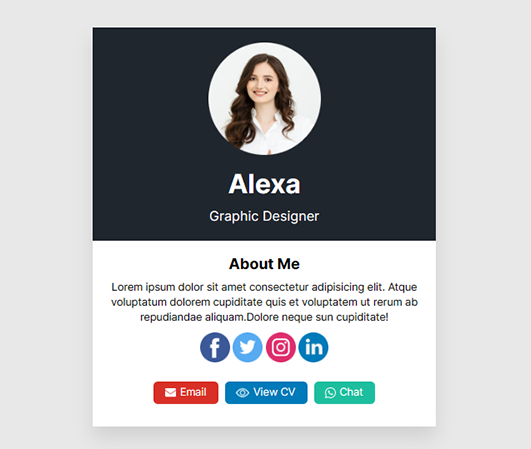 Alexa
Graphic Designer
About Me
Lorem ipsum dolor sit amet consectetur adipisicing elit. Atque
voluptatum dolorem cupiditate quis et voluptatem ut rerum ab
repudiandae aliquam.Dolore neque sun cupiditate!
f in
Email View CV Chat